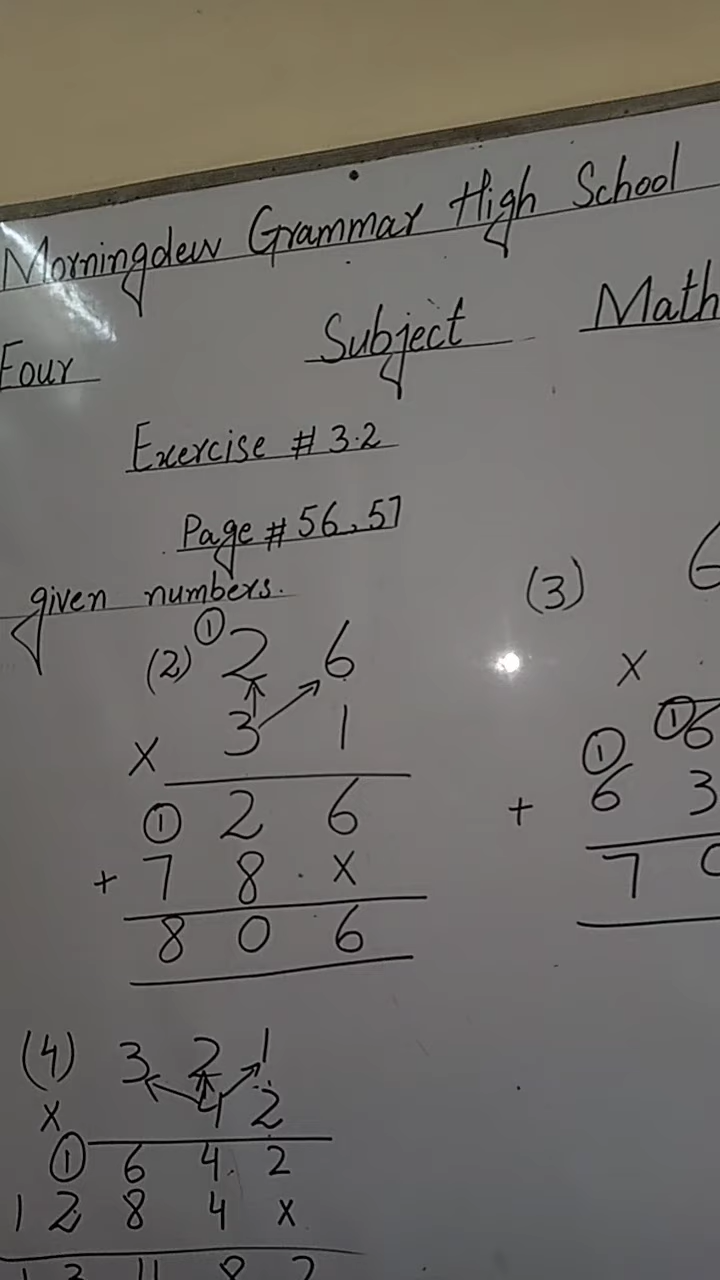 Morningdew Grammar High School
Four Subject Math
Exercise # 3.2
Page # 56,57
given numbers.
(2) ① 2 6
x 3 1
① 2 6
+ 7 8 x
8 0 6
(3) 6
x
① ① 6
+ 6 3
7 0
(4) 3 2 1
x 4 2
① 6 4 2
1 2 8 4 x